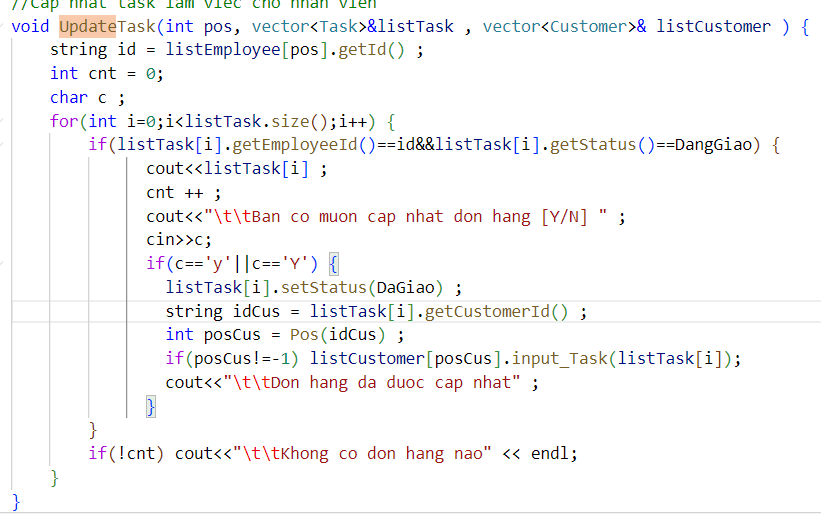 //Cap nhat task lam viec cho nhan vien
void UpdateTask(int pos, vector<Task>&listTask , vector<Customer>& listCustomer ) {
string id = listEmployee[pos].getId() ;
int cnt = 0;
char c ;
for(int i=0;i<listTask.size();i++) {
if(listTask[i].getEmployeeId()==id&&listTask[i].getStatus()==DangGiao) {
cout<<listTask[i] ;
cnt ++ ;
cout<<"\t\tBan co muon cap nhat don hang [Y/N] " ;
cin>>c;
if(c=='y'||c=='Y') {
listTask[i].setStatus(DaGiao) ;
string idCus = listTask[i].getCustomerId() ;
int posCus = Pos(idCus) ;
if(posCus!=-1) listCustomer[posCus].input_Task(listTask[i]);
cout<<"\t\tDon hang da duoc cap nhat" ;
}
}
if(!cnt) cout<<"\t\tKhong co don hang nao" << endl;
}
}